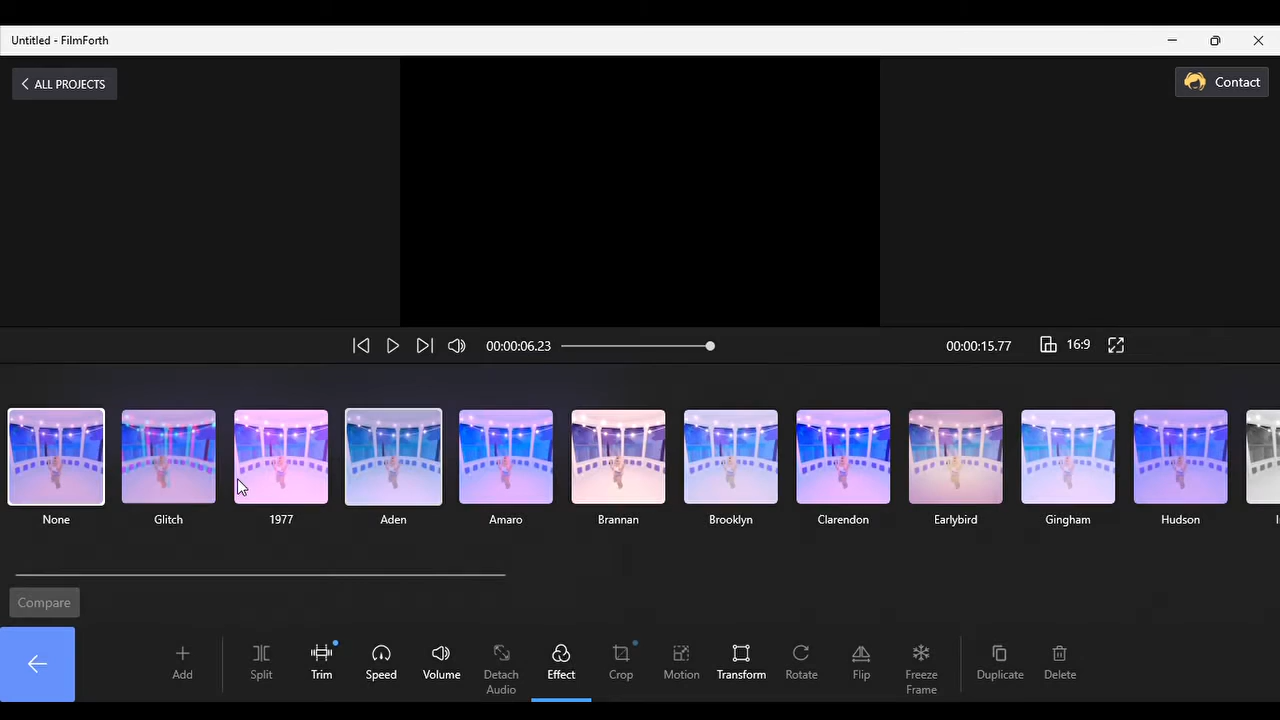 Untitled - FilmForth
ALL PROJECTS
Contact
00:00:06.23
00:00:15.77
16:9
None
Glitch
1977
Aden
Amaro
Brannan
Brooklyn
Clarendon
Earlybird
Gingham
Hudson
Compare
Add
Split
Trim
Speed
Volume
Detach
Audio
Effect
Crop
Motion
Transform
Rotate
Flip
Freeze
Frame
Duplicate
Delete